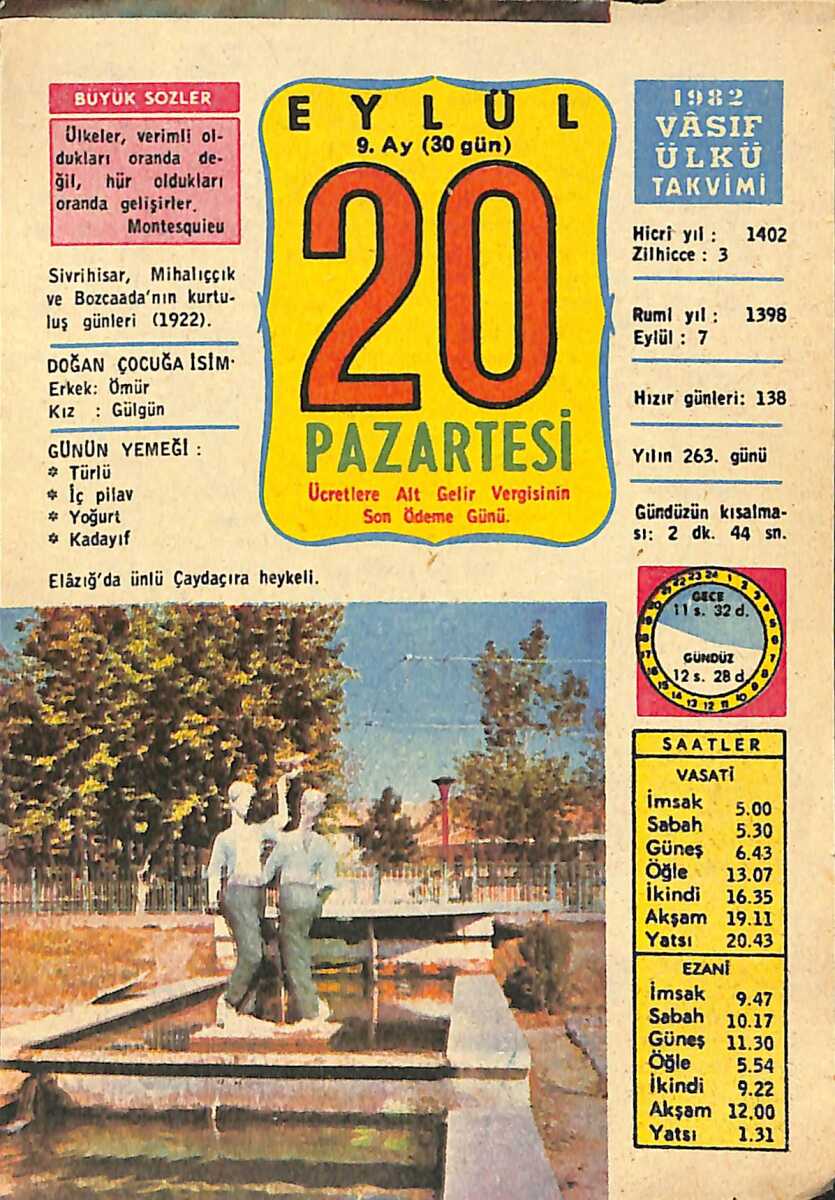 BÜYÜK SÖZLER
Ülkeler, verimli ol-
dukları oranda de-
ğil, hür oldukları
oranda gelişirler.
Montesquieu
Sivrihisar, Mihalıççık
ve Bozcaada'nın kurtu-
luş günleri (1922).
DOĞAN ÇOCUĞA İSİM·
Erkek: Ömür
Kız : Gülgün
GÜNÜN YEMEĞİ :
* Türlü
* İç pilav
* Yoğurt
* Kadayıf
EYLÜL
9. Ay (30 gün)
20
PAZARTESİ
Ücretlere Ait Gelir Vergisinin
Son Ödeme Günü.
1982
VÂSIF
ÜLKÜ
TAKVİMİ
Hicrî yıl : 1402
Zilhicce : 3
Rumî yıl : 1398
Eylül : 7
Hızır günleri: 138
Yılın 263. günü
Gündüzün kısalma-
sı: 2 dk. 44 sn.
Elâzığ'da ünlü Çaydaçıra heykeli.
GECE
11 s. 32 d.
GÜNDÜZ
12 s. 28 d.
SAATLER
VASATİ
İmsak 5.00
Sabah 5.30
Güneş 6.43
Öğle 13.07
İkindi 16.35
Akşam 19.11
Yatsı 20.43
EZANİ
İmsak 9.47
Sabah 10.17
Güneş 11.30
Öğle 5.54
İkindi 9.22
Akşam 12.00
Yatsı 1.31